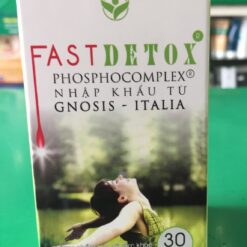 FASTDETOX®
PHOSPHOCOMPLEX®
NHẬP KHẨU TỪ
GNOSIS - ITALIA
30